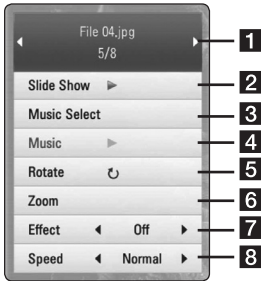 File 04.jpg 1
5/8
Slide Show 2
Music Select 3
Music 4
Rotate 5
Zoom 6
Effect Off 7
Speed Normal 8